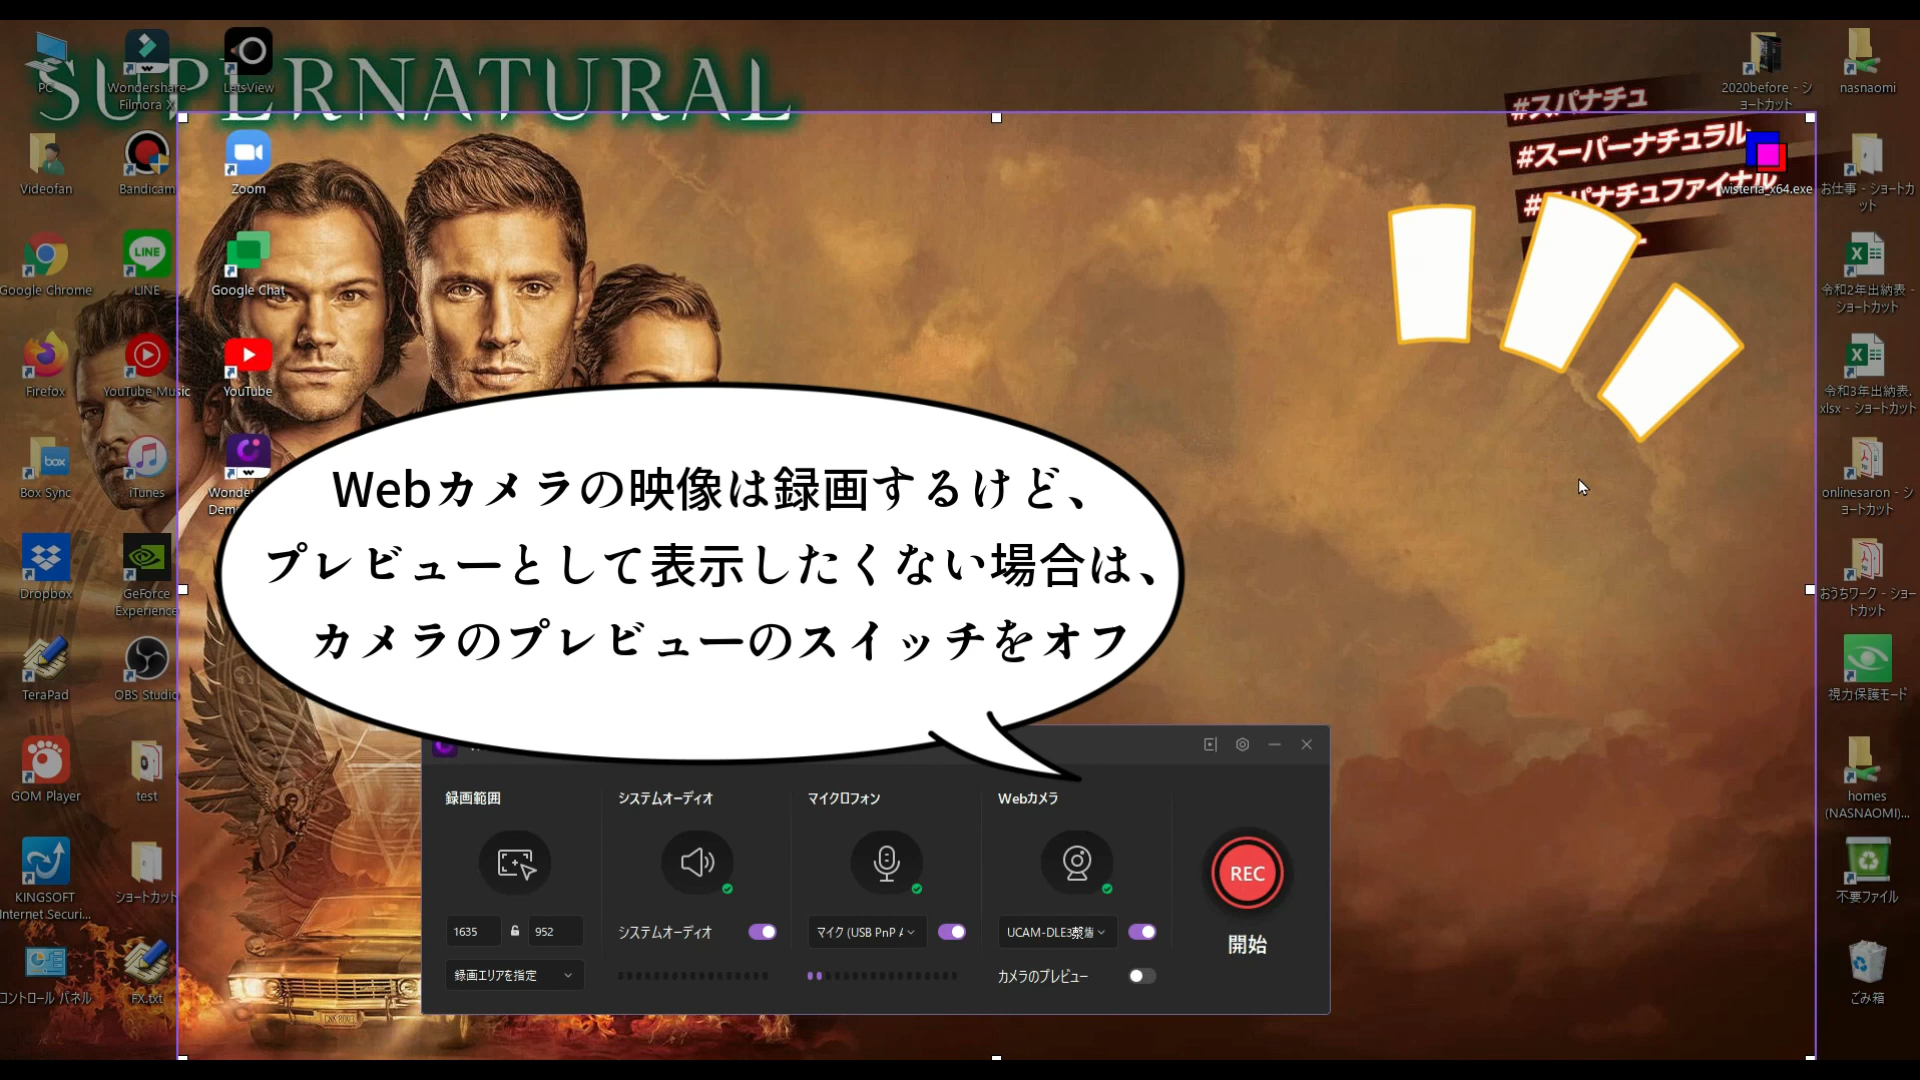 SUPERNATURAL
PC
Wondershare
Filmora X
LetsView
2020before - シ
ョートカット
nasnaomi
#スパナチュ
#スーパーナチュラル
Videofan
Bandicam
Zoom
wisteria_x64.exe
お仕事 - ショートカ
ット
Google Chrome
LINE
Google Chat
令和2年出納表 -
ショートカット
Firefox
YouTube Music
YouTube
令和3年出納表.
xlsx - ショートカット
Box Sync
iTunes
onlinesaron - シ
ョートカット
Webカメラの映像は録画するけど、
プレビューとして表示したくない場合は、
カメラのプレビューのスイッチをオフ
Dropbox
GeForce
Experience
おうちワーク - ショー
トカット
TeraPad
OBS Studio
視力保護モード
GOM Player
test
homes
(NASNAOMI)...
KINGSOFT
Internet Securi...
ショートカット
不要ファイル
コントロール パネル
FX.txt
ごみ箱
録画範囲
システムオーディオ
マイクロフォン
Webカメラ
REC
1635
952
システムオーディオ
マイク (USB PnP
UCAM-DLE3
開始
録画エリアを指定
カメラのプレビュー